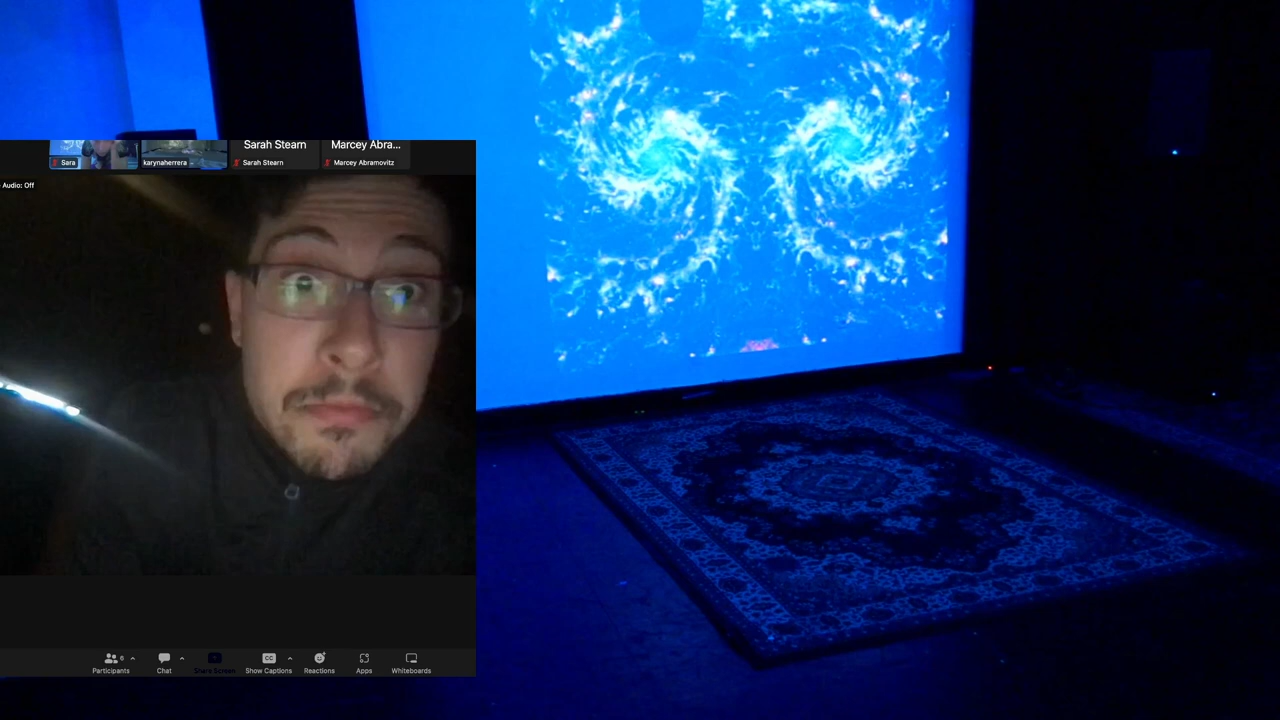 Sarah Stearn
Marcey Abra...
Sara
karynaherrera
Sarah Stearn
Marcey Abramovitz
Audio: Off
6
CC
Participants
Chat
Share Screen
Show Captions
Reactions
Apps
Whiteboards